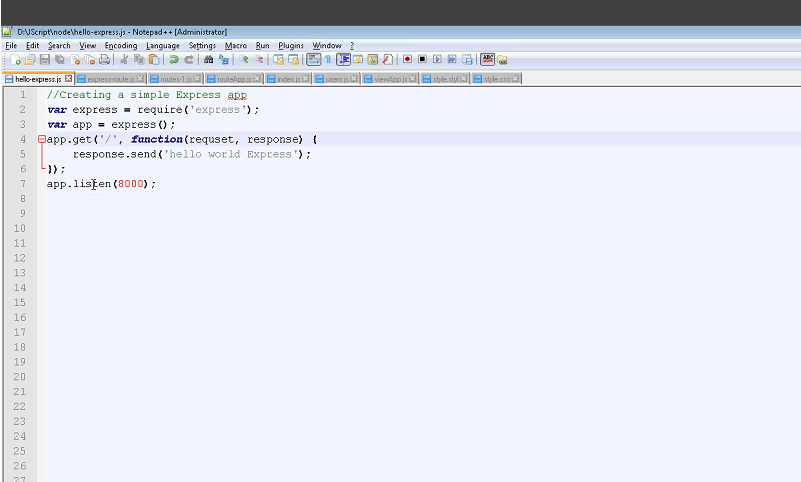 D:\JScript\node\hello-express.js - Notepad++ [Administrator]
File Edit Search View Encoding Language Settings Macro Run Plugins Window ?
hello-express.js express-route.js routes-1.js routeApp.js index.js users.js viewApp.js style.styl style.css
1 //Creating a simple Express app
2 var express = require('express');
3 var app = express();
4 app.get('/', function(requset, response) {
5 response.send('hello world Express');
6 });
7 app.listen(8000);
8
9
10
11
12
13
14
15
16
17
18
19
20
21
22
23
24
25
26
27